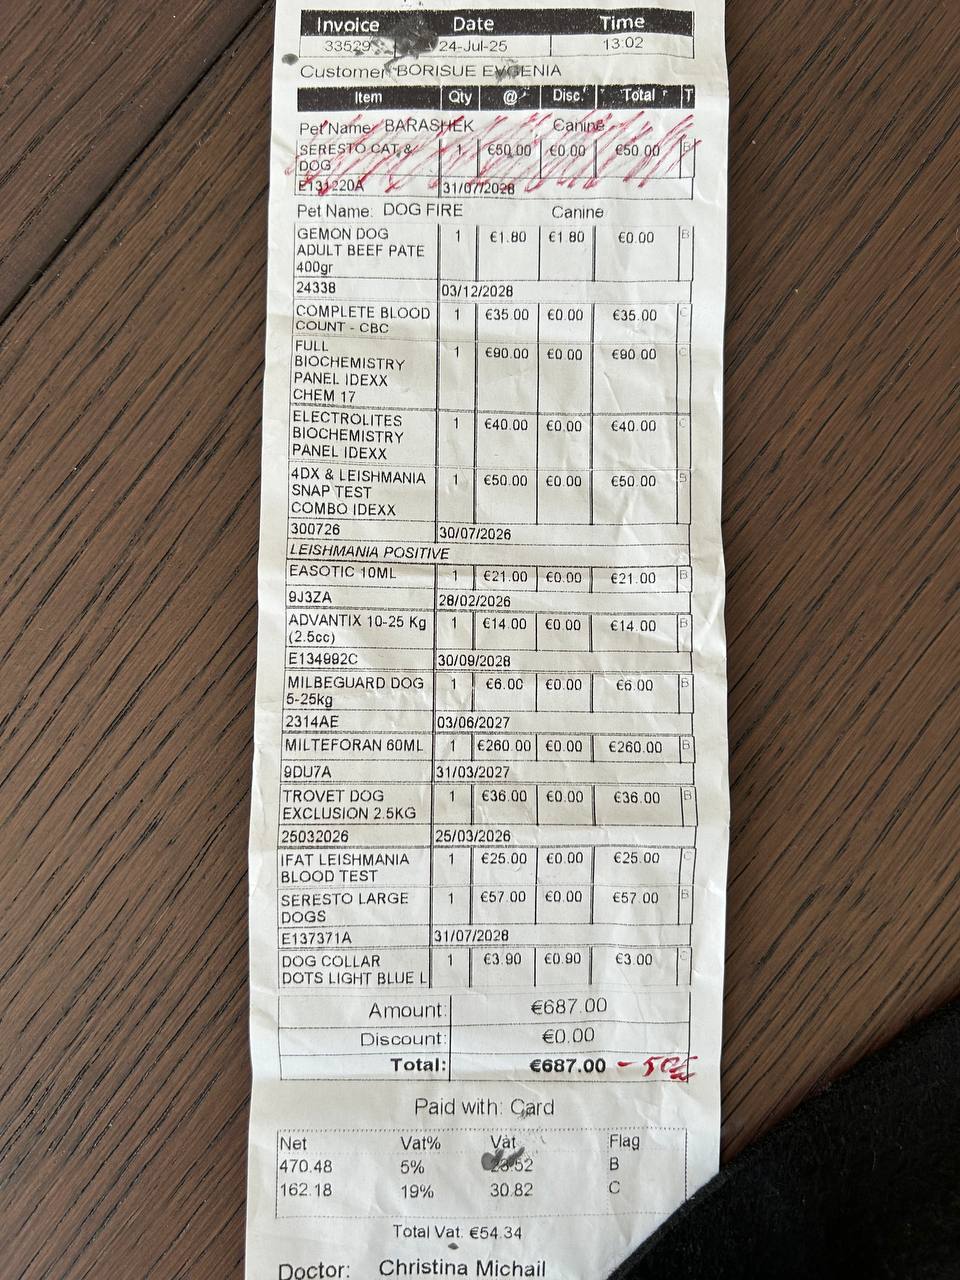 Invoice Date Time
33529 24-Jul-25 13:02
Customer BORISUE EVGENIA
Item Qty @ Disc. Total T
Pet Name: BARASHEK Canine
SERESTO CAT & 1 €50.00 €0.00 €50.00 B
DOG
E131220A 31/07/2028
Pet Name: DOG FIRE Canine
GEMON DOG 1 €1.80 €1.80 €0.00 B
ADULT BEEF PATE
400gr
24338 03/12/2028
COMPLETE BLOOD 1 €35.00 €0.00 €35.00 C
COUNT - CBC
FULL 1 €90.00 €0.00 €90.00 C
BIOCHEMISTRY
PANEL IDEXX
CHEM 17
ELECTROLITES 1 €40.00 €0.00 €40.00 C
BIOCHEMISTRY
PANEL IDEXX
4DX & LEISHMANIA 1 €50.00 €0.00 €50.00 B
SNAP TEST
COMBO IDEXX
300726 30/07/2026
LEISHMANIA POSITIVE
EASOTIC 10ML 1 €21.00 €0.00 €21.00 B
9J3ZA 28/02/2026
ADVANTIX 10-25 Kg 1 €14.00 €0.00 €14.00 B
(2.5cc)
E134992C 30/09/2028
MILBEGUARD DOG 1 €6.00 €0.00 €6.00 B
5-25kg
2314AE 03/06/2027
MILTEFORAN 60ML 1 €260.00 €0.00 €260.00 B
9DU7A 31/03/2027
TROVET DOG 1 €36.00 €0.00 €36.00 B
EXCLUSION 2.5KG
25032026 25/03/2026
IFAT LEISHMANIA 1 €25.00 €0.00 €25.00 C
BLOOD TEST
SERESTO LARGE 1 €57.00 €0.00 €57.00 B
DOGS
E137371A 31/07/2028
DOG COLLAR 1 €3.90 €0.90 €3.00 C
DOTS LIGHT BLUE L
Amount: €687.00
Discount: €0.00
Total: €687.00 - 50€
Paid with: Card
Net Vat% Vat Flag
470.48 5% 23.52 B
162.18 19% 30.82 C
Total Vat: €54.34
Doctor: Christina Michail